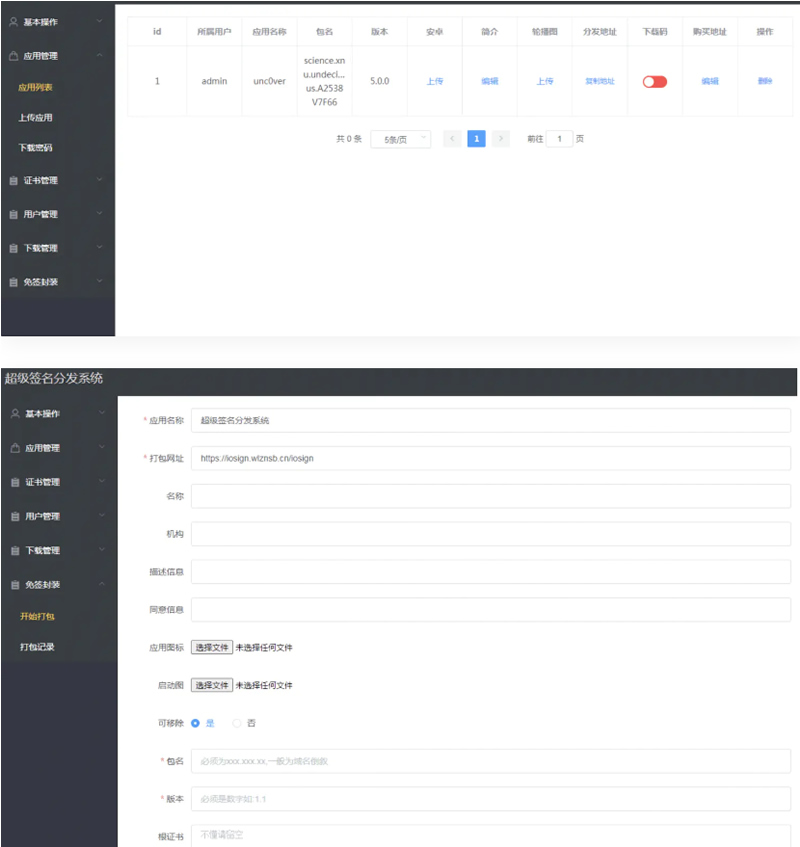 基本操作
应用管理
应用列表
上传应用
下载密码
证书管理
用户管理
下载管理
免签封装
id 所属用户 应用名称 包名 版本 安卓 简介 轮播图 分发地址 下载码 购买地址 操作
1 admin unc0ver science.xnu.undecimus.A2538V7F66 5.0.0 上传 编辑 上传 复制地址 编辑 删除
共 0 条 5条/页 1 前往 1 页
超级签名分发系统
基本操作
应用管理
证书管理
用户管理
下载管理
免签封装
开始打包
打包记录
* 应用名称 超级签名分发系统
* 打包网址 https://iosign.wlznsb.cn/iosign
名称
机构
描述信息
同意信息
应用图标 选择文件 未选择任何文件
启动图 选择文件 未选择任何文件
可移除 是 否
* 包名 必须为xxx.xxx.xx,一般为域名倒数
* 版本 必须是数字如:1.1
根证书 不懂请留空